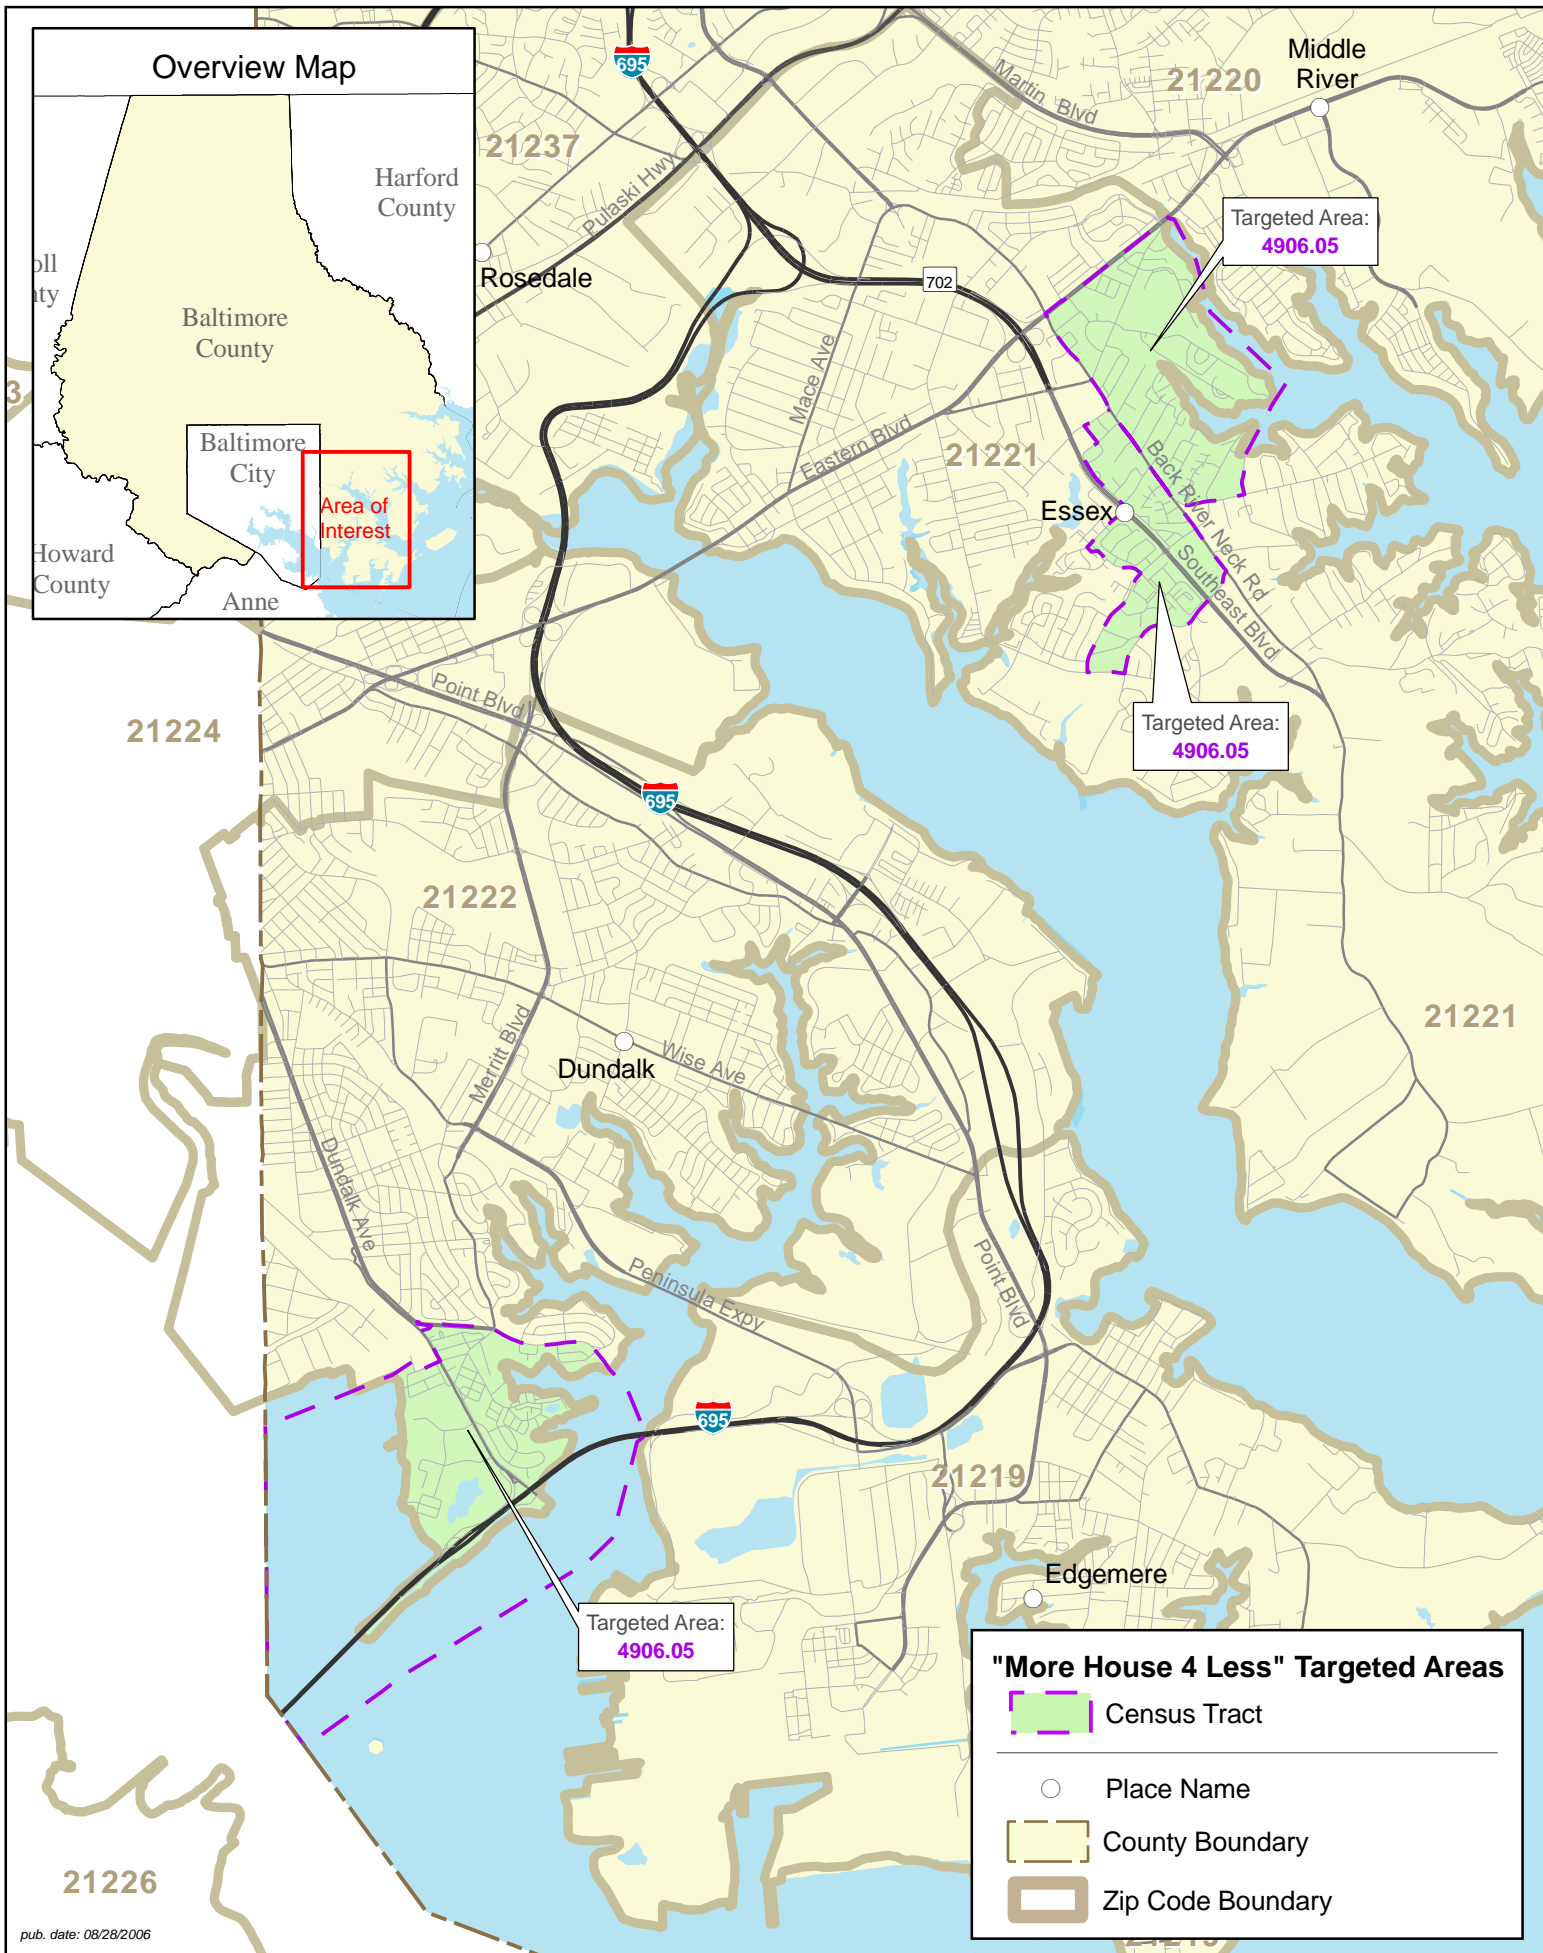 Overview Map
Harford
County
oll
nty
Baltimore
County
Baltimore
City
Area of
Interest
Howard
County
Anne
695
21237
Pulaski Hwy
Rosedale
Martin Blvd
21220
Middle
River
Targeted Area:
4906.05
702
Mace Ave
Eastern Blvd
21221
Back River Neck Rd
Essex
Southeast Blvd
3
Point Blvd
21224
Targeted Area:
4906.05
695
21222
21221
Merritt Blvd
Dundalk
Wise Ave
Dundalk Ave
Peninsula Expy
Point Blvd
695
21219
Edgemere
Targeted Area:
4906.05
"More House 4 Less" Targeted Areas
Census Tract
Place Name
County Boundary
Zip Code Boundary
21226
pub. date: 08/28/2006